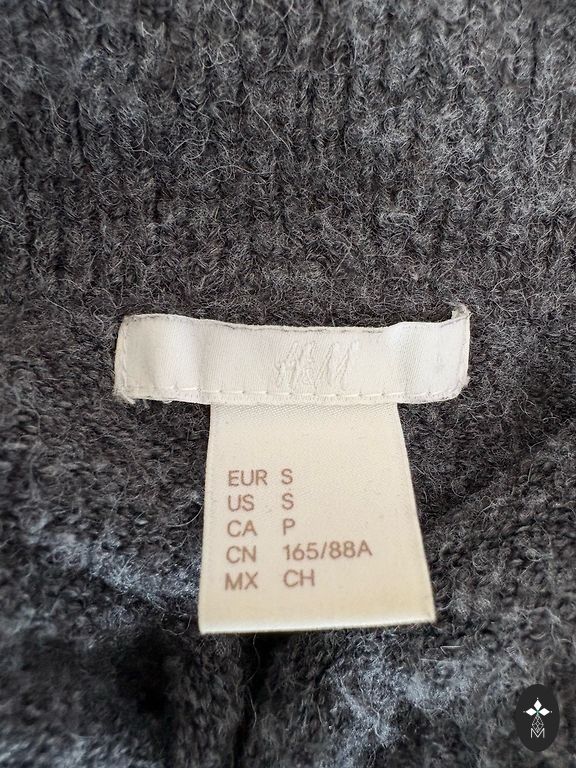 H&M
EUR S
US S
CA P
CN 165/88A
MX CH